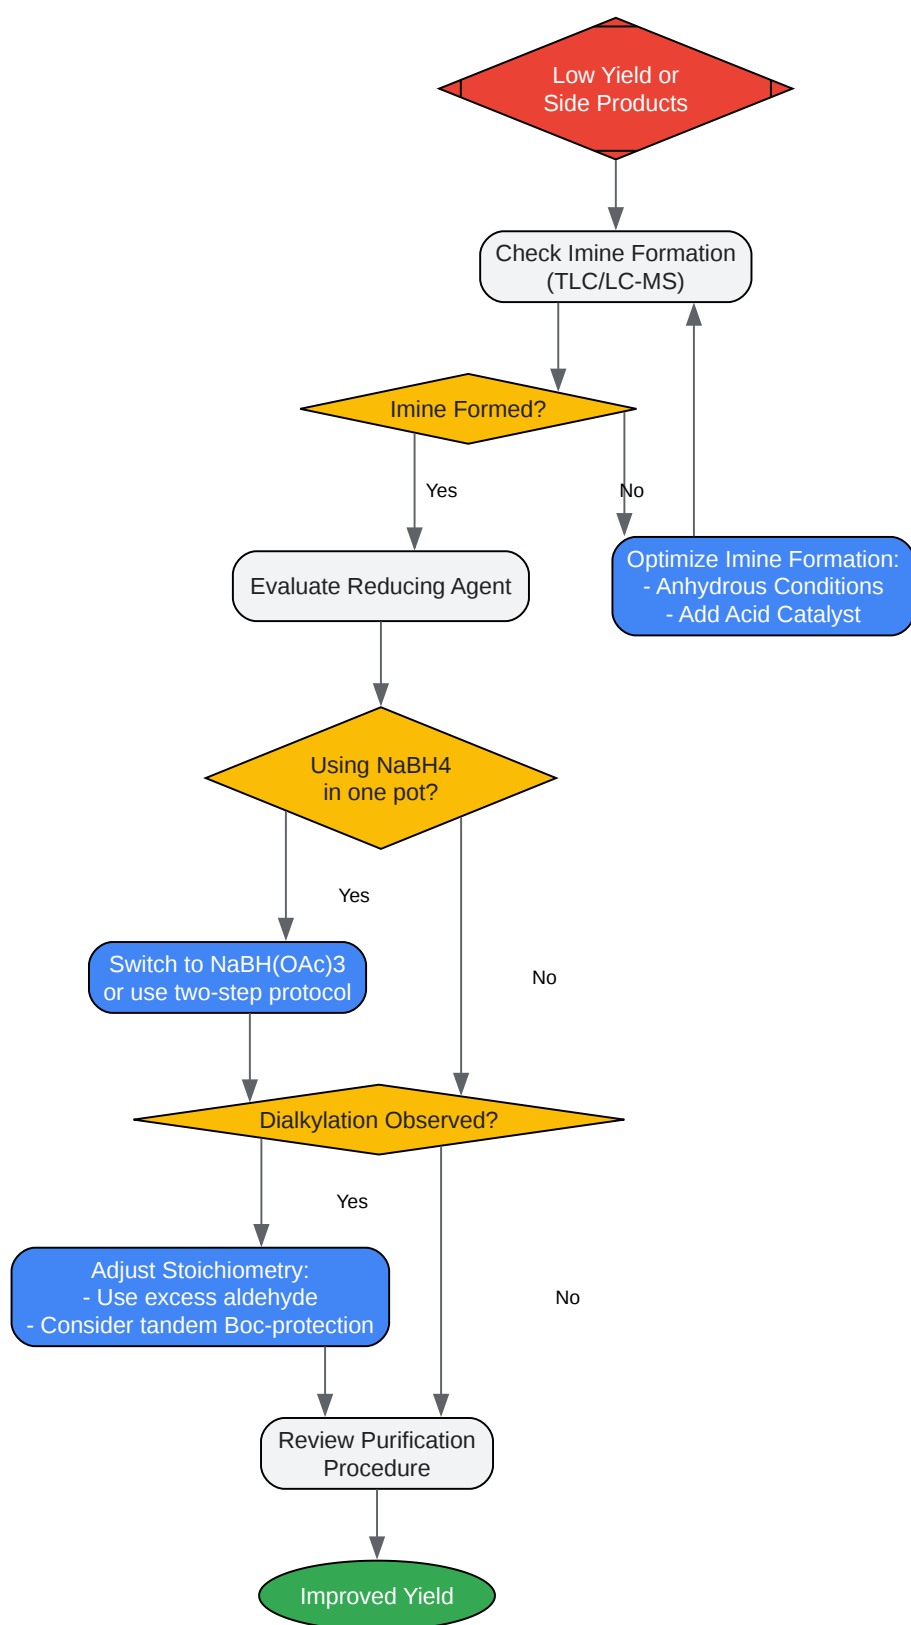 Low Yield or
Side Products
Check Imine Formation
(TLC/LC-MS)
Imine Formed?
Yes
No
Evaluate Reducing Agent
Optimize Imine Formation:
- Anhydrous Conditions
- Add Acid Catalyst
Using NaBH4
in one pot?
Yes
Switch to NaBH(OAc)3
or use two-step protocol
No
Dialkylation Observed?
Yes
Adjust Stoichiometry:
- Use excess aldehyde
- Consider tandem Boc-protection
No
Review Purification
Procedure
Improved Yield